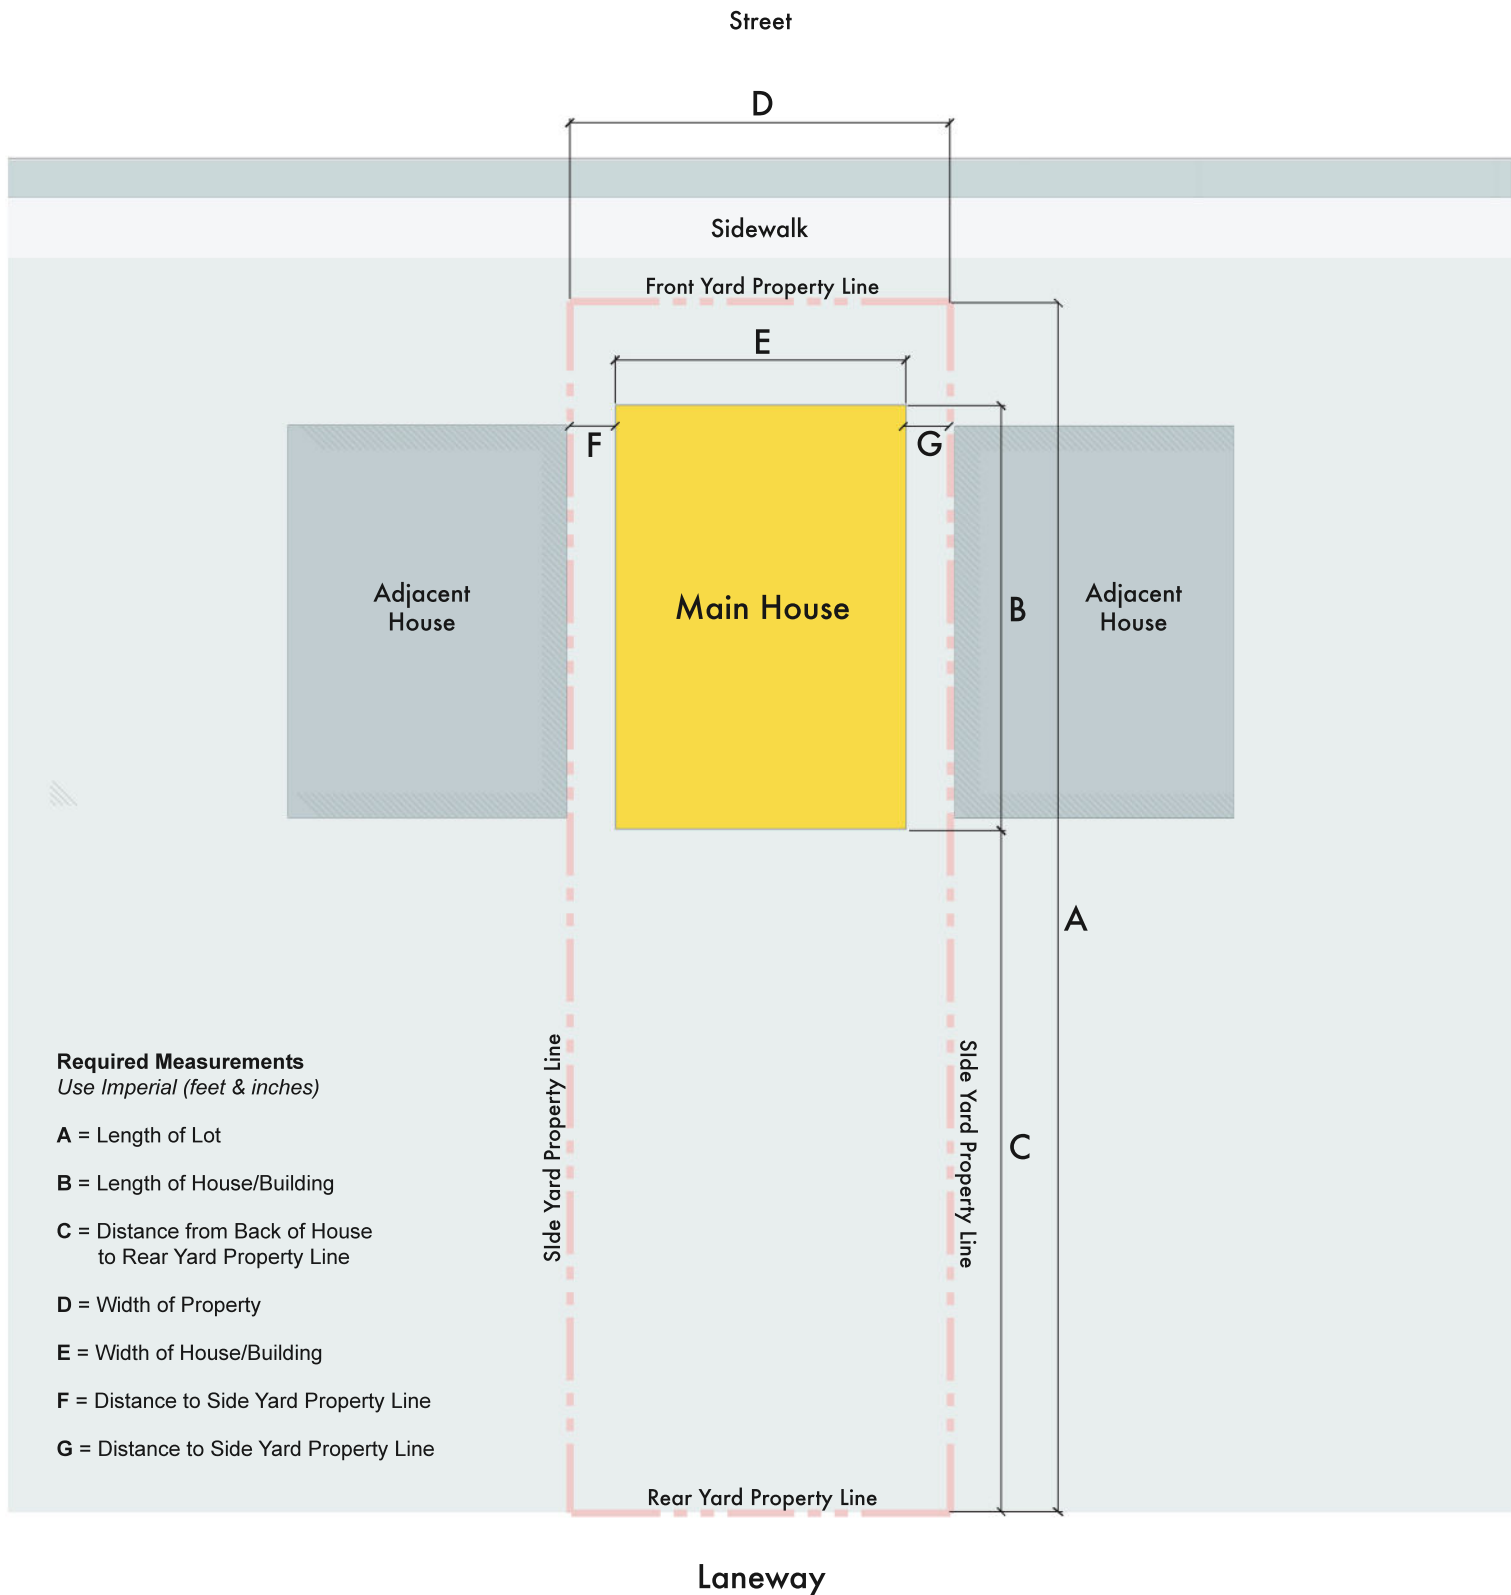 Street
D
Sidewalk
Front Yard Property Line
E
F
G
Adjacent
House
Main House
B
Adjacent
House
A
C
SIde Yard Property Line
SIde Yard Property Line
Required Measurements
Use Imperial (feet & inches)
A = Length of Lot
B = Length of House/Building
C = Distance from Back of House
to Rear Yard Property Line
D = Width of Property
E = Width of House/Building
F = Distance to Side Yard Property Line
G = Distance to Side Yard Property Line
Rear Yard Property Line
Laneway